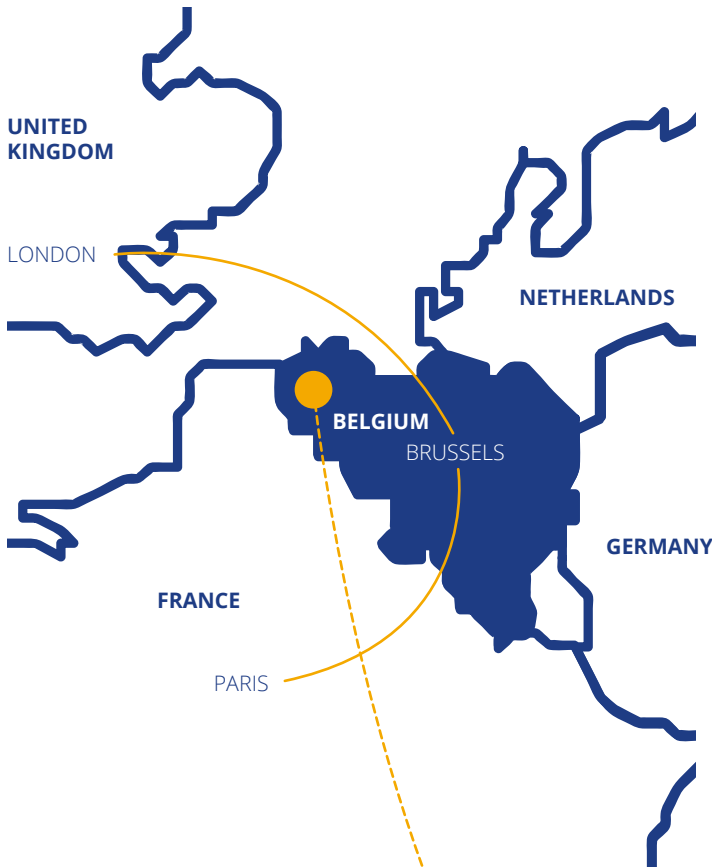 UNITED
KINGDOM
LONDON
NETHERLANDS
BELGIUM
BRUSSELS
GERMANY
FRANCE
PARIS